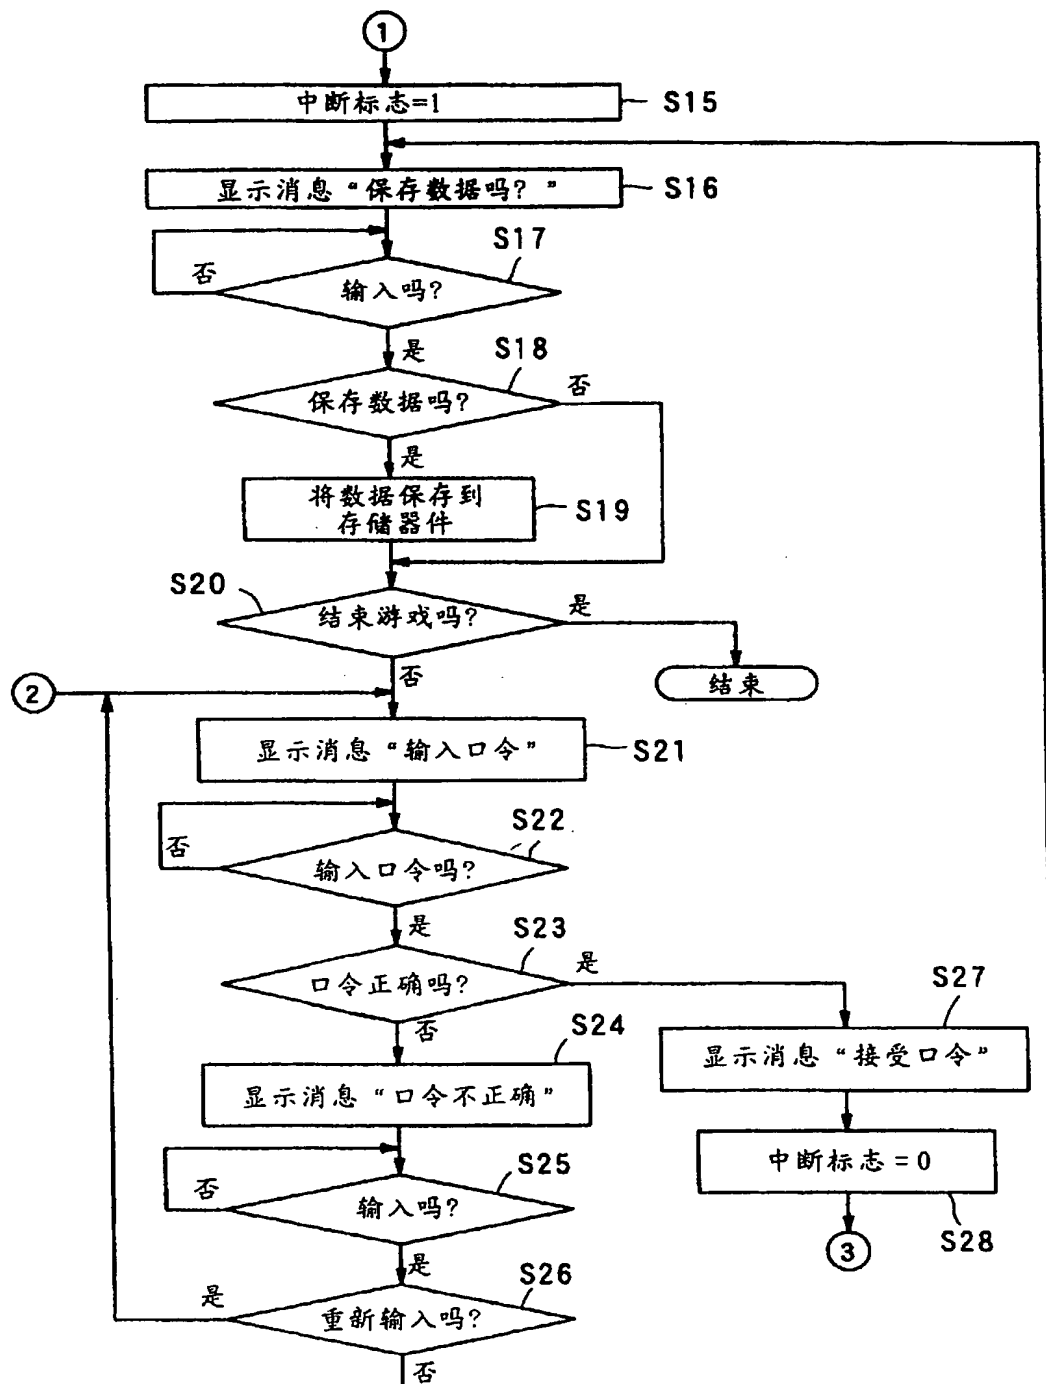 1
中断标志=1
S15
显示消息“保存数据吗？”
S16
S17
否
输入吗?
是
S18
保存数据吗?
否
是
将数据保存到
存储器件
S19
S20
结束游戏吗?
是
否
结束
2
显示消息“输入口令”
S21
S22
否
输入口令吗?
是
S23
口令正确吗?
是
S27
否
S24
显示消息“接受口令”
显示消息“口令不正确”
中断标志=0
S25
否
输入吗?
S28
3
是
S26
是
重新输入吗?
否